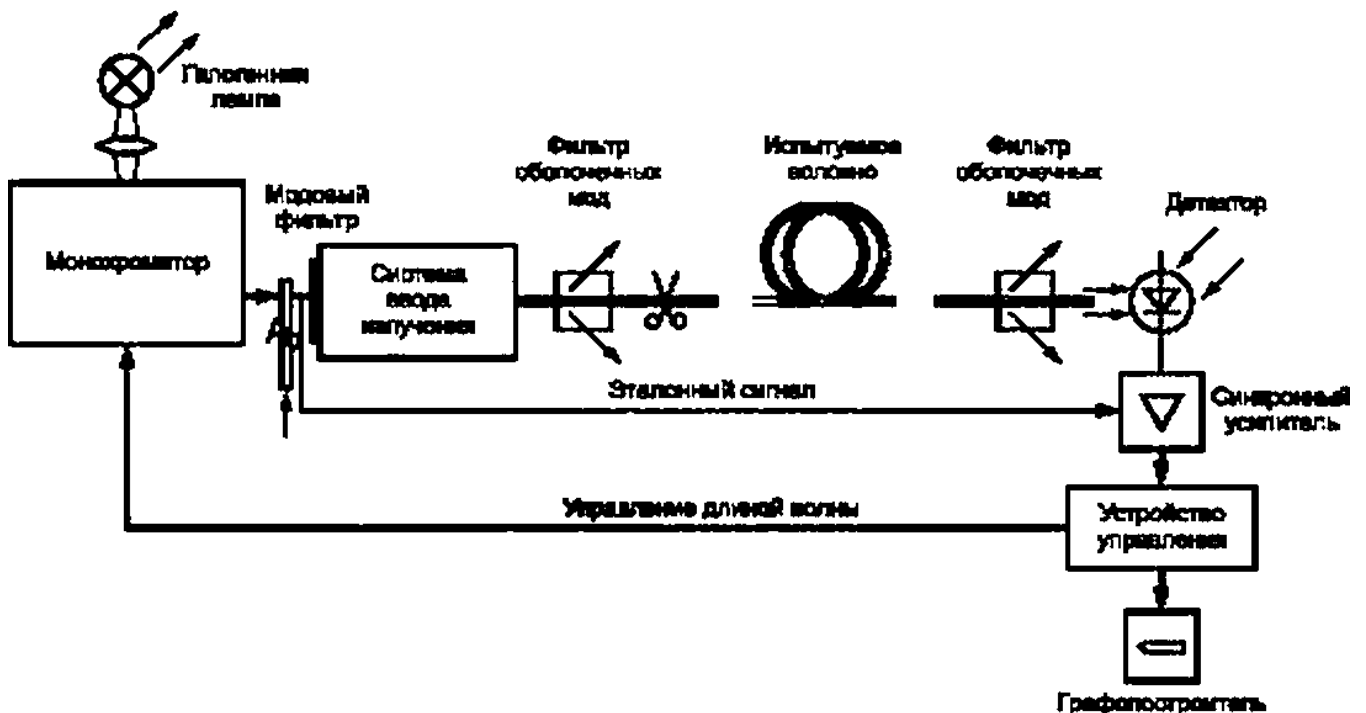 Галогенная
лампа
Монохроматор
Модовый
фильтр
Система
ввода
излучения
Фильтр
оболочечных
мод
Испытуемое
волокно
Фильтр
оболочечных
мод
Детектор
Эталонный сигнал
Синхронный
усилитель
Управление длиной волны
Устройство
управления
Графопостроитель